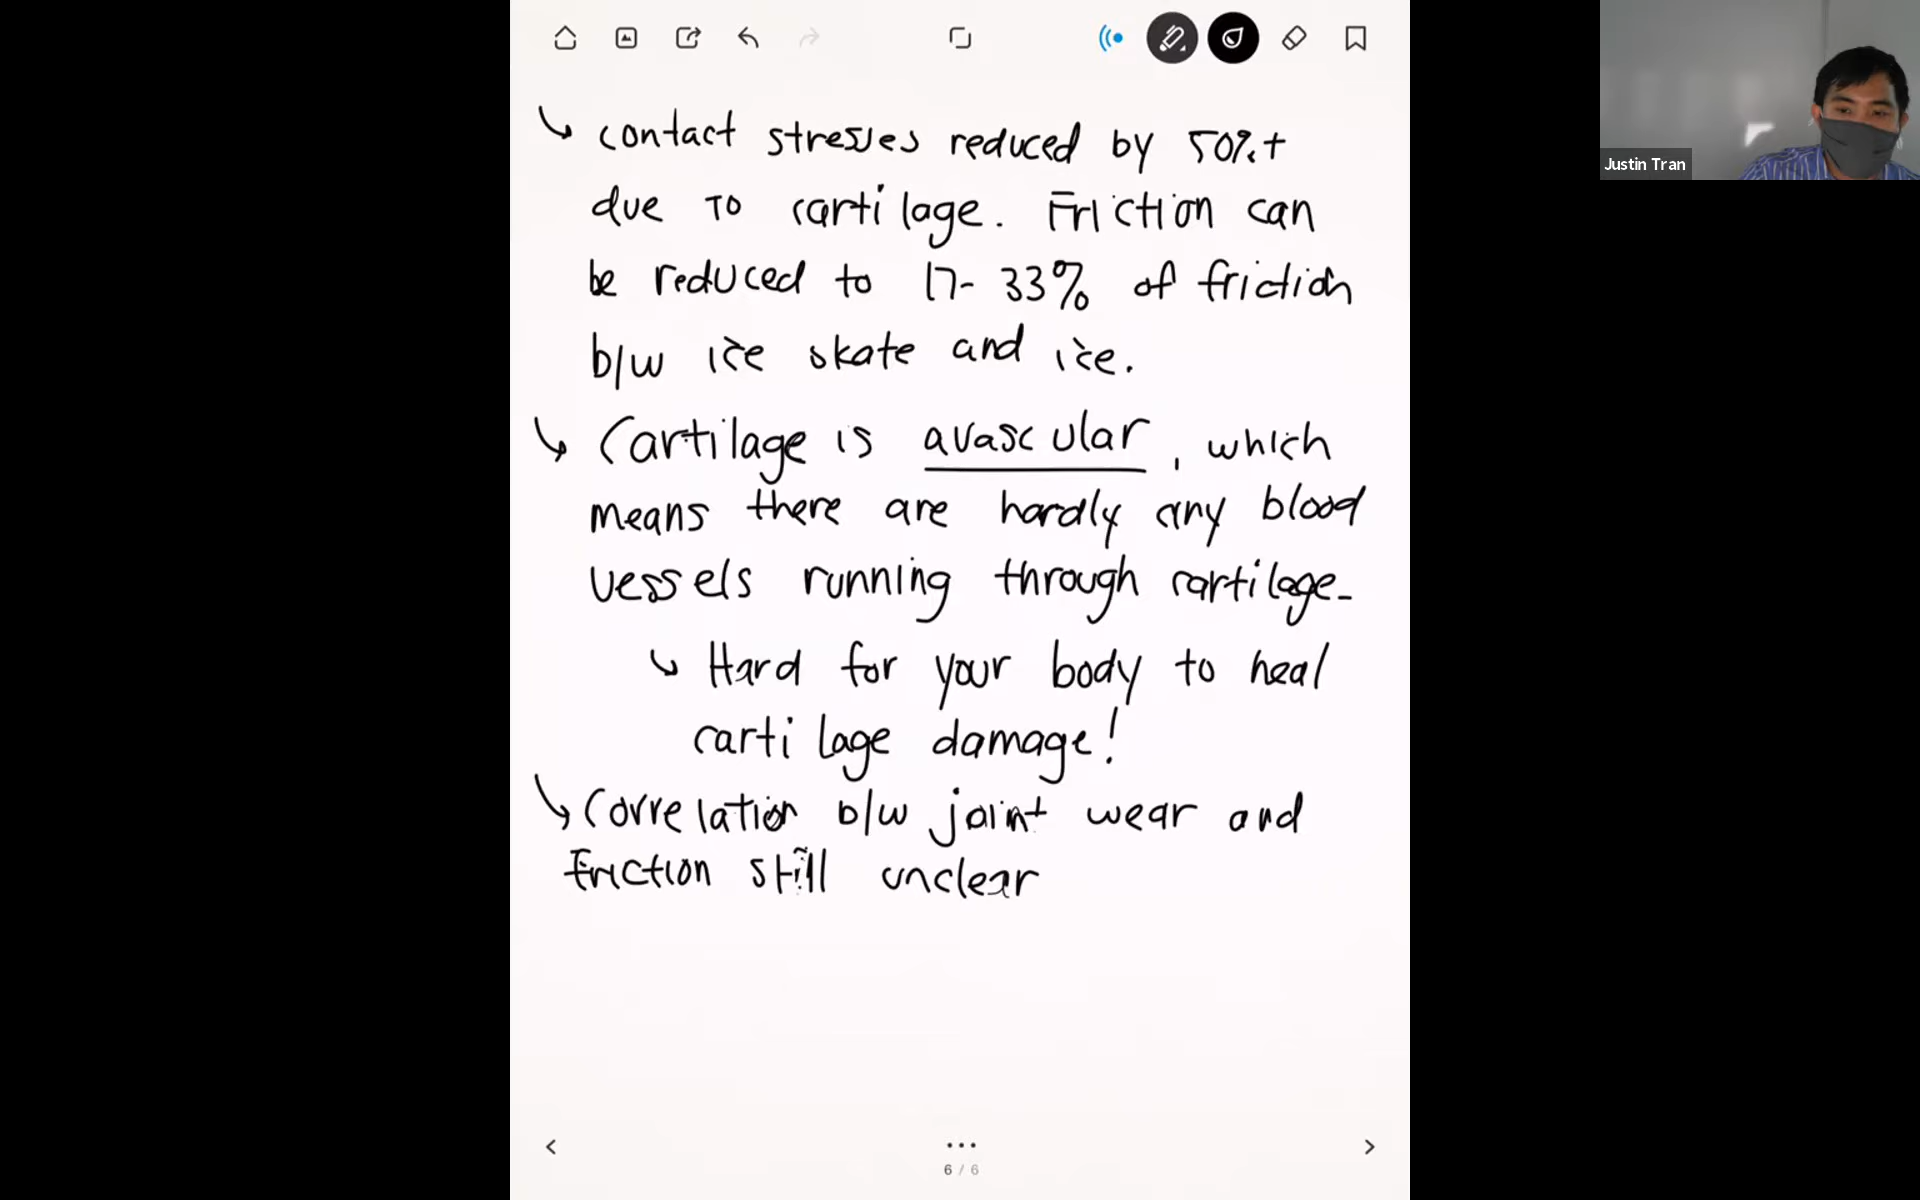 contact stresses reduced by 50%+
due to cartilage. Friction can
be reduced to 17-33% of friction
b/w ice skate and ice.
Cartilage is avascular, which
means there are hardly any blood
vessels running through cartilage.
Hard for your body to heal
cartilage damage!
Correlation b/w joint wear and
friction still unclear
6 / 6
Justin Tran